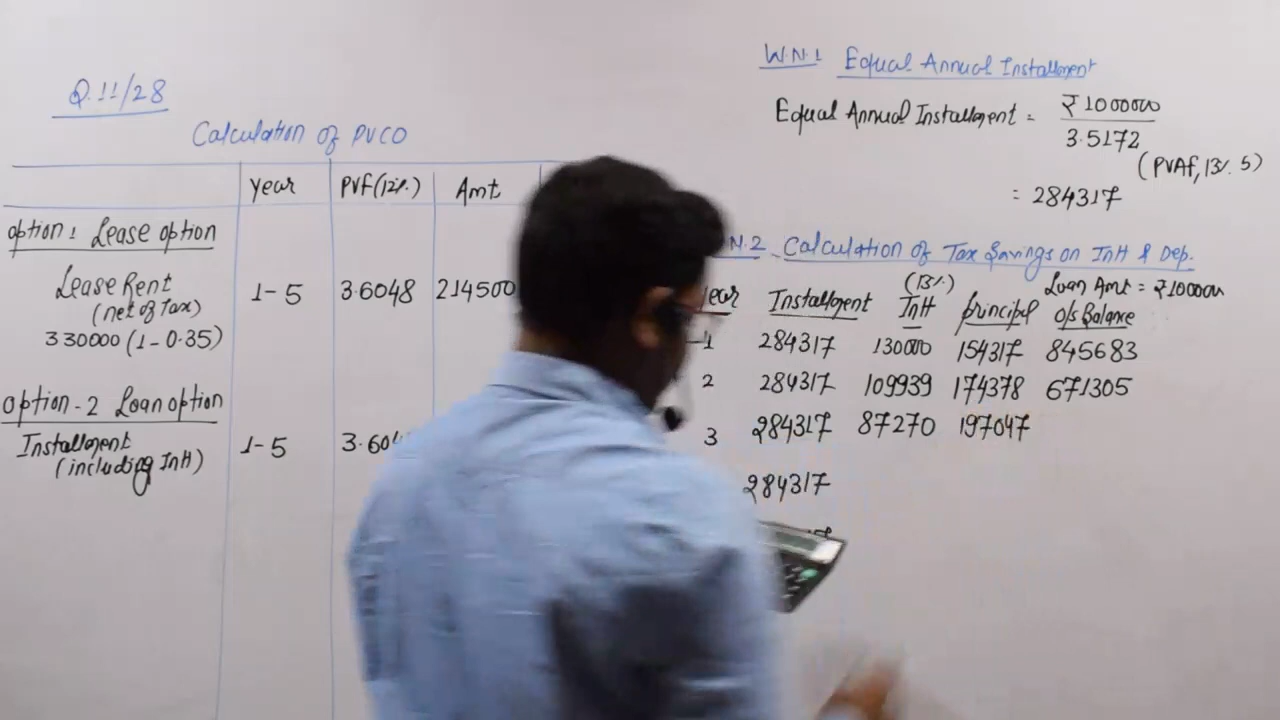 Q.11/28
Calculation of PVCO
year PVF(12%) Amt
option 1 Lease option
Lease Rent
(net of Tax) 1-5 3.6048 214500
330000 (1-0.35)
option-2 Loan option
Installment 1-5
(including Int)
W.N.1 Equal Annual Installment
Equal Annual Installment = ₹1000000
3.5172
(PVAF, 13%. 5)
= 284317
N.2 Calculation of Tax Savings on Int & Dep.
(13%) Loan Amt = ₹1000000
year Installment Int principal o/s Balance
1 284317 130000 154317 845683
2 284317 109939 174378 671305
3 284317 87270 197047
284317